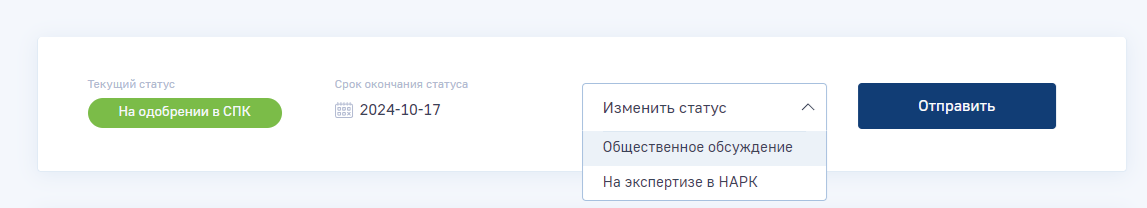 Текущий статус
На одобрении в СПК
Срок окончания статуса
2024-10-17
Изменить статус
Общественное обсуждение
На экспертизе в НАРК
Отправить